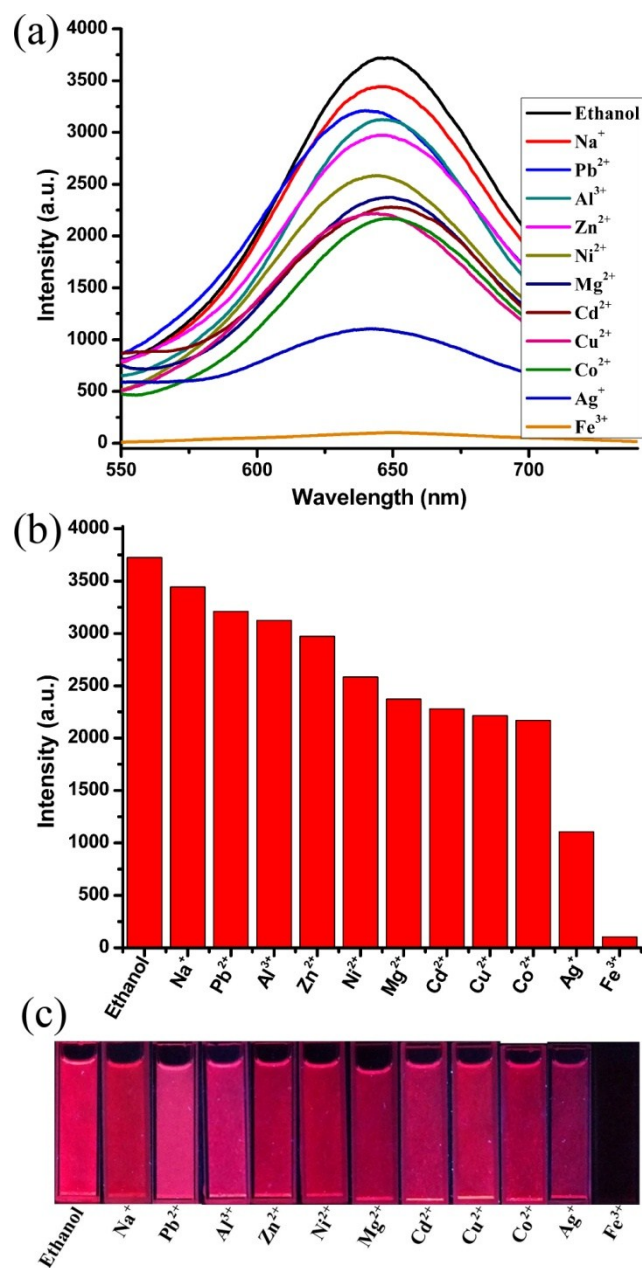 (a)
4000
3500
3000
2500
2000
1500
1000
500
0
Intensity (a.u.)
550
600
650
700
Wavelength (nm)
Ethanol
Na⁺
Pb²⁺
Al³⁺
Zn²⁺
Ni²⁺
Mg²⁺
Cd²⁺
Cu²⁺
Co²⁺
Ag⁺
Fe³⁺
(b)
4000
3500
3000
2500
2000
1500
1000
500
0
Intensity (a.u.)
Ethanol
Na⁺
Pb²⁺
Al³⁺
Zn²⁺
Ni²⁺
Mg²⁺
Cd²⁺
Cu²⁺
Co²⁺
Ag⁺
Fe³⁺
(c)
Ethanol
Na⁺
Pb²⁺
Al³⁺
Zn²⁺
Ni²⁺
Mg²⁺
Cd²⁺
Cu²⁺
Co²⁺
Ag⁺
Fe³⁺